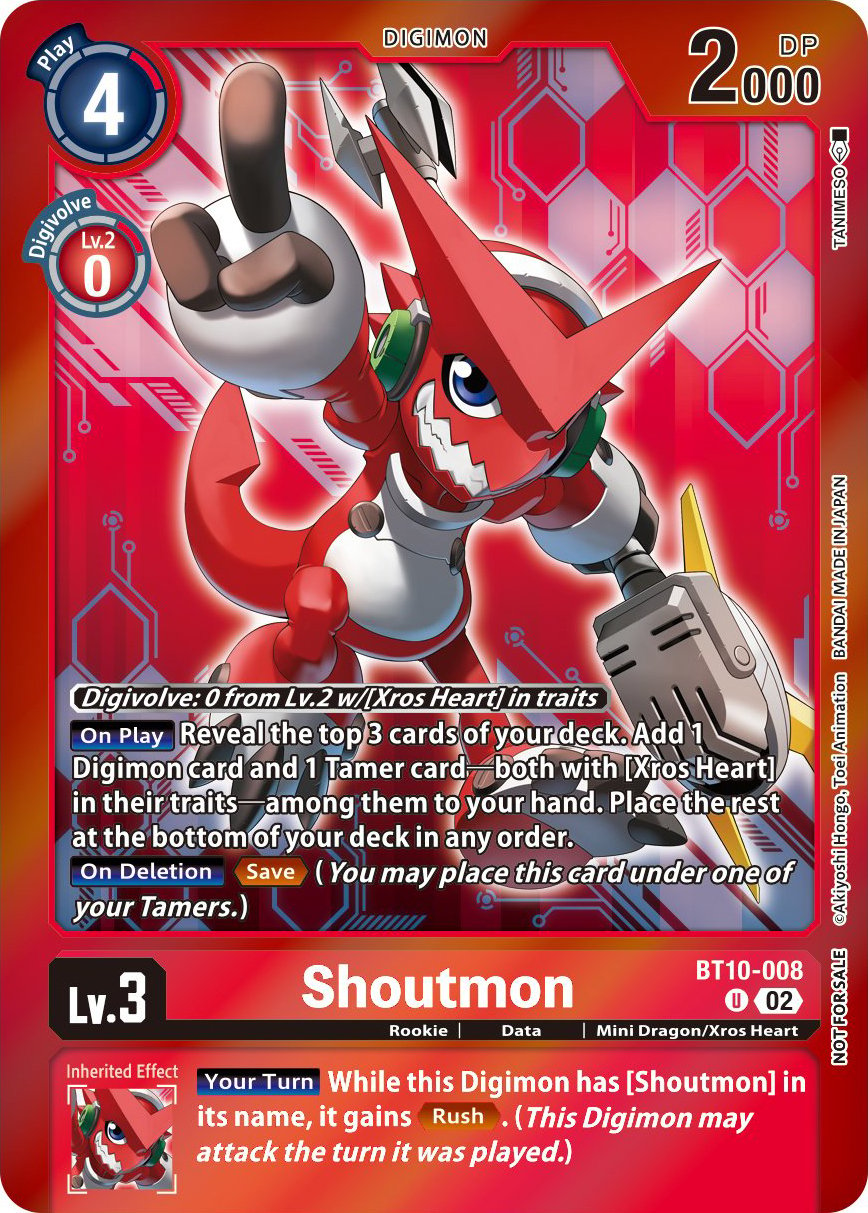 DIGIMON
Play
4
DP
2000
Digivolve
Lv.2
0
TANIMESO
BANDAI MADE IN JAPAN
©Akiyoshi Hongo, Toei Animation
NOT FOR SALE
Digivolve: 0 from Lv.2 w/[Xros Heart] in traits
On Play Reveal the top 3 cards of your deck. Add 1
Digimon card and 1 Tamer card—both with [Xros Heart]
in their traits—among them to your hand. Place the rest
at the bottom of your deck in any order.
On Deletion Save (You may place this card under one of
your Tamers.)
Lv.3
Shoutmon
BT10-008
U 02
Rookie | Data | Mini Dragon/Xros Heart
Inherited Effect
Your Turn While this Digimon has [Shoutmon] in
its name, it gains Rush. (This Digimon may
attack the turn it was played.)